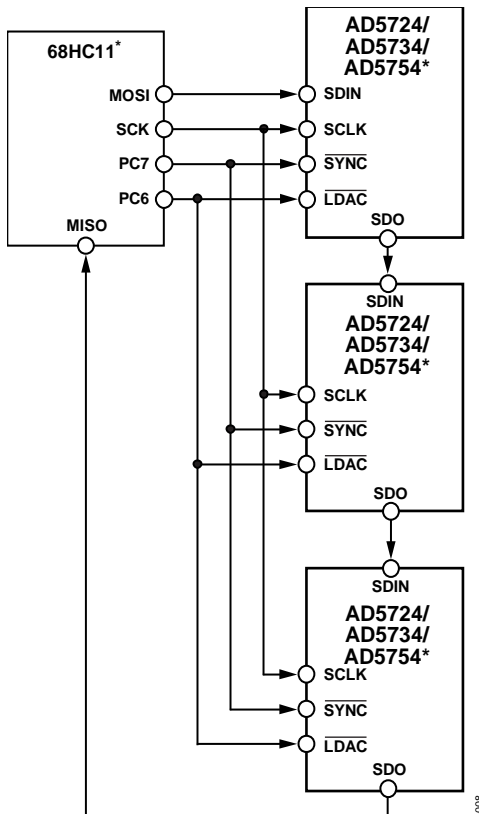 68HC11*
MOSI
SCK
PC7
PC6
MISO
AD5724/
AD5734/
AD5754*
SDIN
SCLK
SYNC
LDAC
SDO
SDIN
AD5724/
AD5734/
AD5754*
SCLK
SYNC
LDAC
SDO
SDIN
AD5724/
AD5734/
AD5754*
SCLK
SYNC
LDAC
SDO